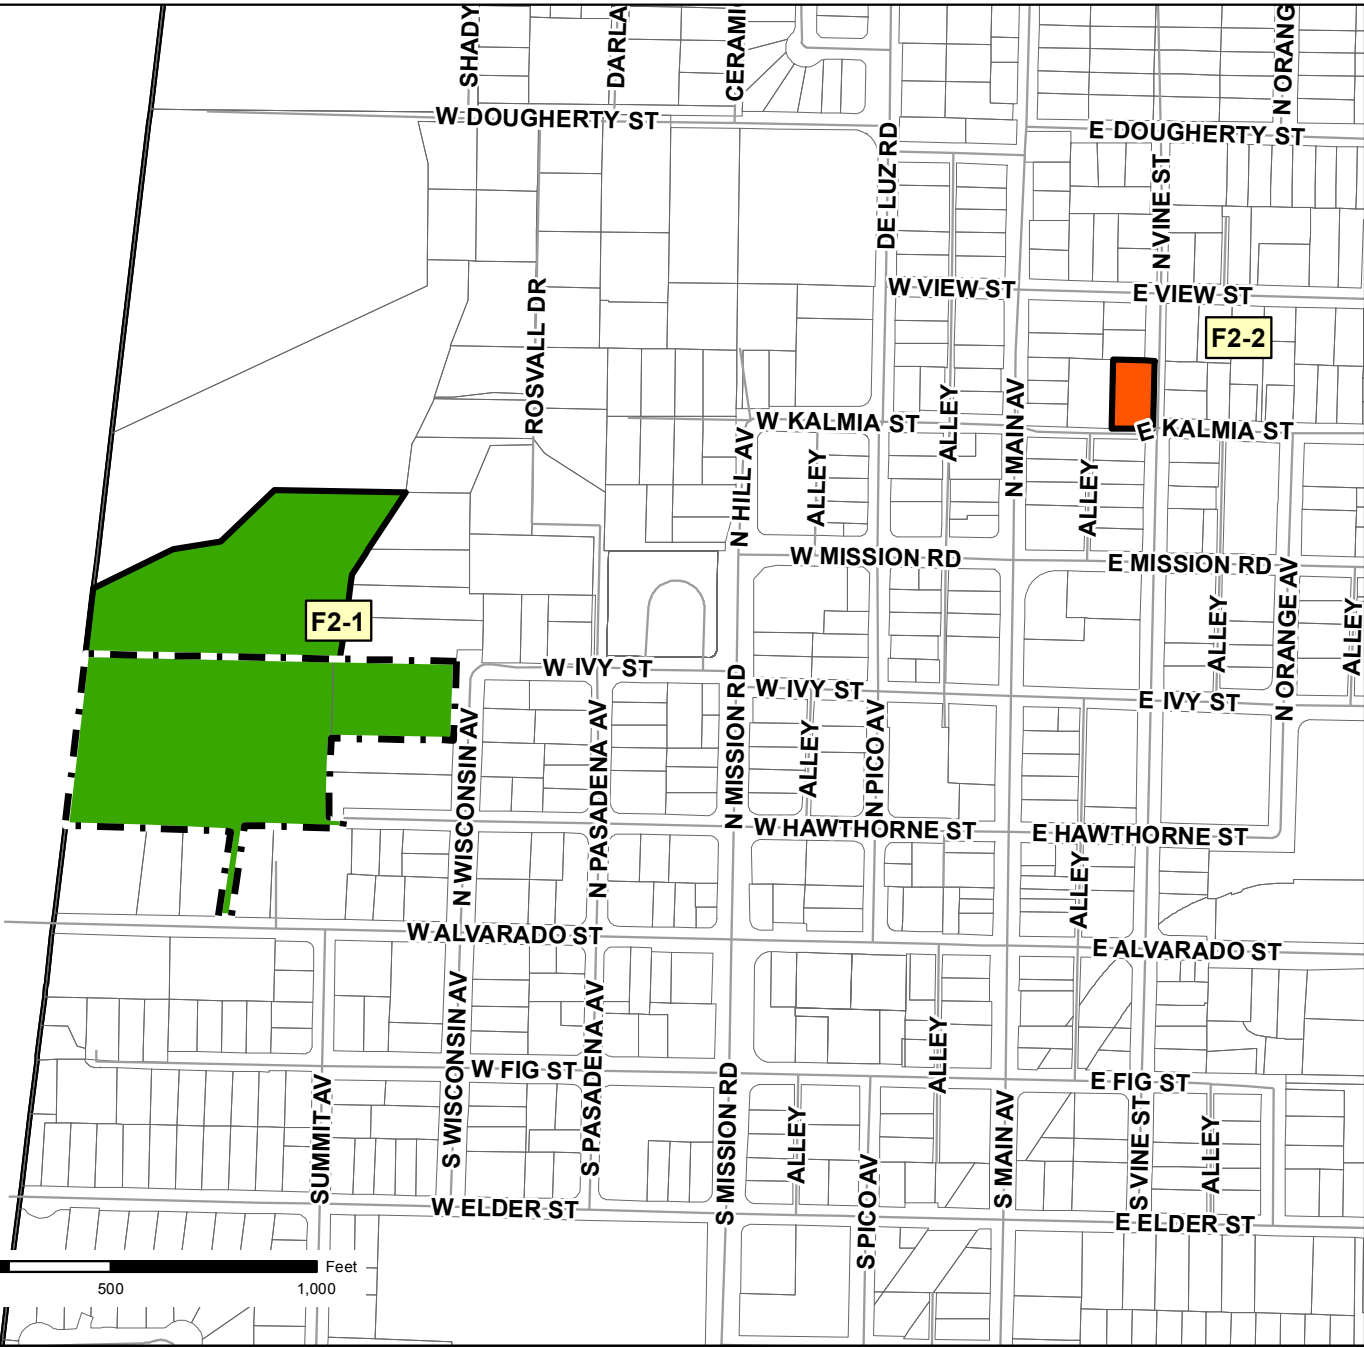 SHADY
DARLA
CERAMI
N ORANG
W DOUGHERTY ST
E DOUGHERTY ST
DE LUZ RD
N VINE ST
W VIEW ST
E VIEW ST
ROSVALL DR
F2-2
ALLEY
N MAIN AV
W KALMIA ST
E KALMIA ST
N HILL AV
ALLEY
ALLEY
W MISSION RD
E MISSION RD
F2-1
ALLEY
N ORANGE AV
ALLEY
W IVY ST
W IVY ST
E IVY ST
N WISCONSIN AV
N PASADENA AV
N MISSION RD
ALLEY
N PICO AV
W HAWTHORNE ST
E HAWTHORNE ST
ALLEY
W ALVARADO ST
E ALVARADO ST
S WISCONSIN AV
S PASADENA AV
ALLEY
W FIG ST
E FIG ST
SUMMIT AV
S MISSION RD
ALLEY
S PICO AV
S MAIN AV
S VINE ST
ALLEY
W ELDER ST
E ELDER ST
Feet
500
1,000